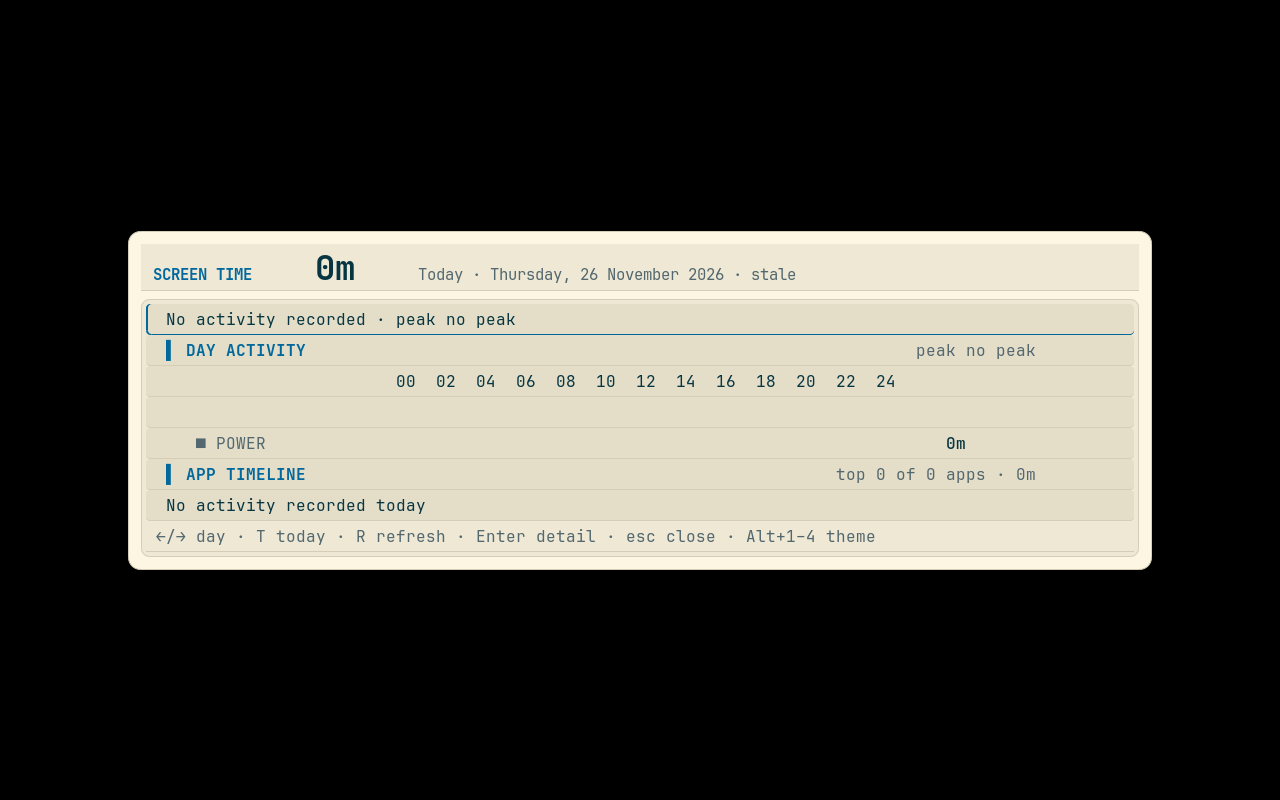 SCREEN TIME 0m Today · Thursday, 26 November 2026 · stale
No activity recorded · peak no peak
DAY ACTIVITY peak no peak
00 02 04 06 08 10 12 14 16 18 20 22 24
■ POWER 0m
APP TIMELINE top 0 of 0 apps · 0m
No activity recorded today
←/→ day · T today · R refresh · Enter detail · esc close · Alt+1–4 theme